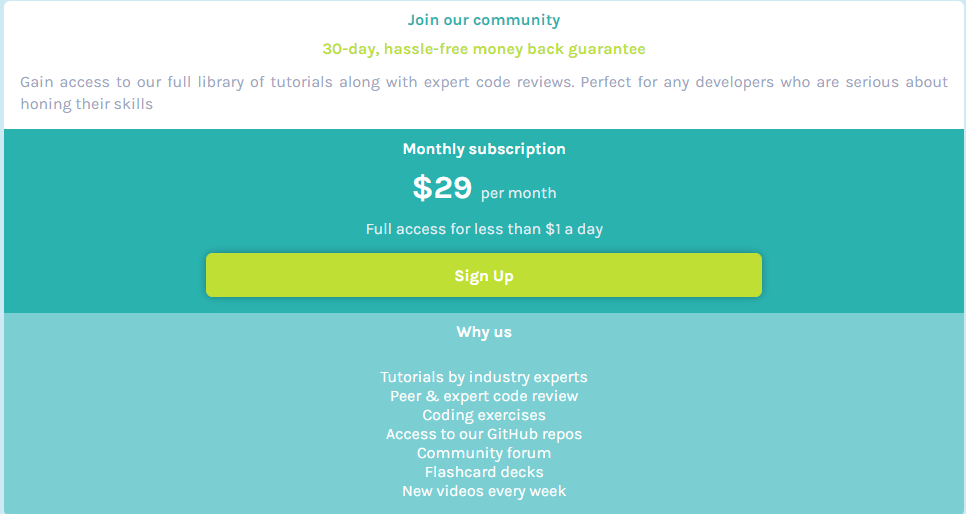 Join our community
30-day, hassle-free money back guarantee
Gain access to our full library of tutorials along with expert code reviews. Perfect for any developers who are serious about
honing their skills
Monthly subscription
$29 per month
Full access for less than $1 a day
Sign Up
Why us
Tutorials by industry experts
Peer & expert code review
Coding exercises
Access to our GitHub repos
Community forum
Flashcard decks
New videos every week